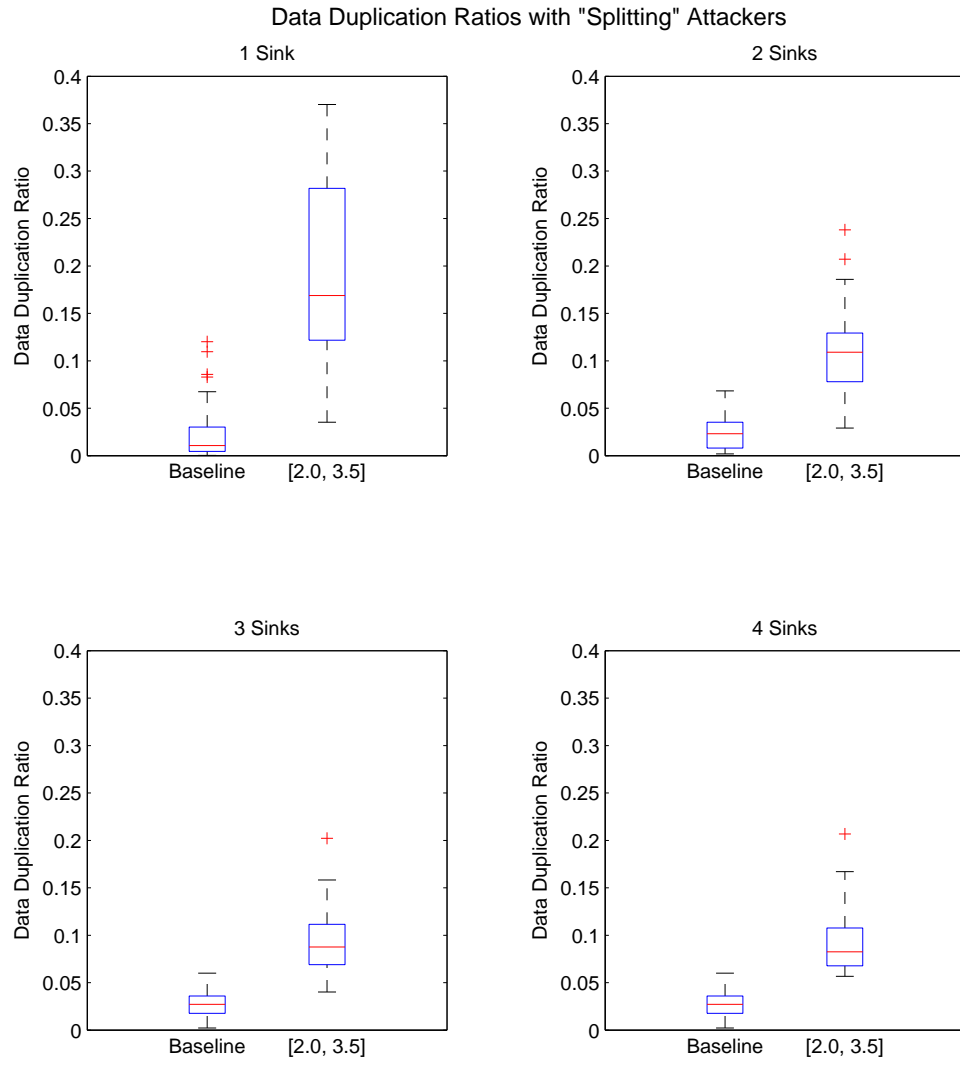 Data Duplication Ratios with "Splitting" Attackers
1 Sink
0.4
0.35
0.3
0.25
0.2
0.15
0.1
0.05
0
Data Duplication Ratio
Baseline [2.0, 3.5]
2 Sinks
0.4
0.35
0.3
0.25
0.2
0.15
0.1
0.05
0
Data Duplication Ratio
Baseline [2.0, 3.5]
3 Sinks
0.4
0.35
0.3
0.25
0.2
0.15
0.1
0.05
0
Data Duplication Ratio
Baseline [2.0, 3.5]
4 Sinks
0.4
0.35
0.3
0.25
0.2
0.15
0.1
0.05
0
Data Duplication Ratio
Baseline [2.0, 3.5]